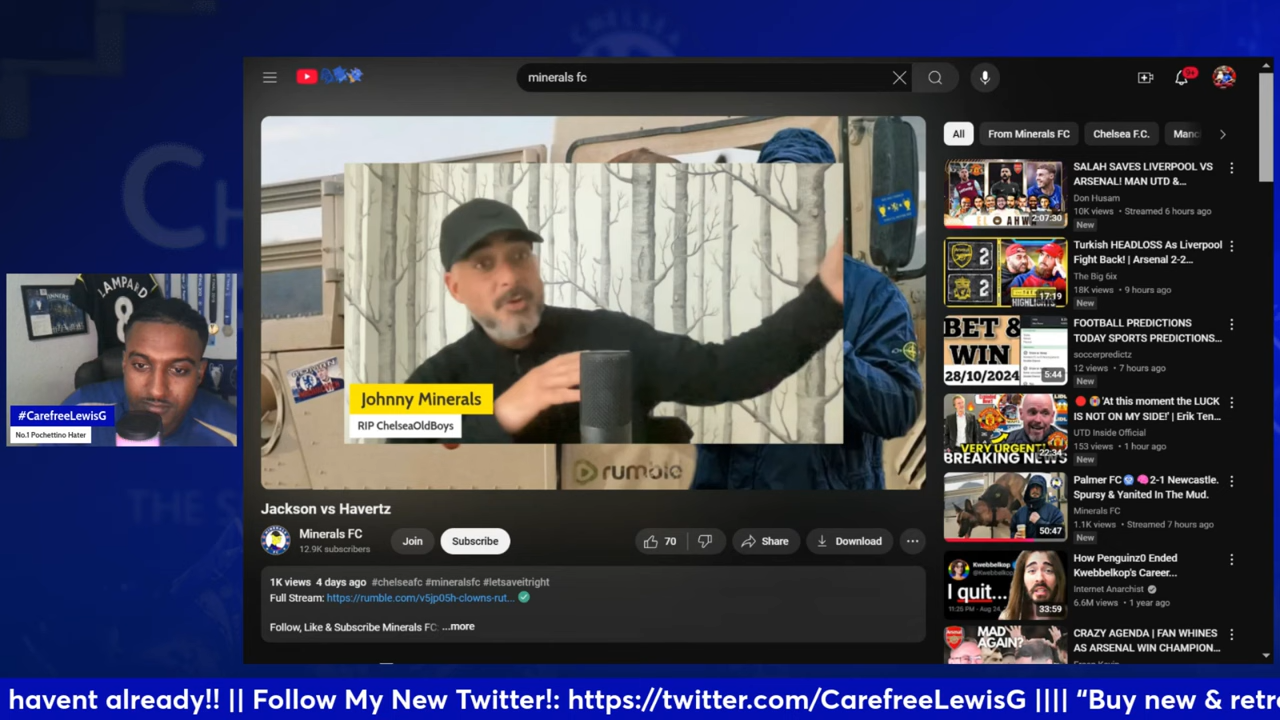 CHELSEA
minerals fc
9+
All
From Minerals FC
Chelsea F.C.
Manc
SALAH SAVES LIVERPOOL VS
ARSENAL! MAN UTD &...
Don Husam
10K views • Streamed 6 hours ago
New
2:07:30
Turkish HEADLOSS As Liverpool
Fight Back! | Arsenal 2-2...
The Big 6ix
18K views • 9 hours ago
New
2
2
17:19
FOOTBALL PREDICTIONS
TODAY SPORTS PREDICTIONS...
soccerpredictz
12 views • 7 hours ago
New
BET &
WIN
28/10/2024
5:44
'At this moment the LUCK
IS NOT ON MY SIDE!' | Erik Ten...
UTD Inside Official
153 views • 1 hour ago
New
VERY URGENT!
BREAKING NEWS
22:34
Palmer FC 2-1 Newcastle.
Spursy & Yanited In The Mud.
Minerals FC
1.1K views • Streamed 7 hours ago
New
50:47
How Penguinz0 Ended
Kwebbelkop's Career...
Internet Anarchist
6.6M views • 1 year ago
Kwebbelkop
I quit...
33:59
CRAZY AGENDA | FAN WHINES
AS ARSENAL WIN CHAMPION...
MAD
AGAIN?
LAMPARD
8
#CarefreeLewisG
No.1 Pochettino Hater
Johnny Minerals
RIP ChelseaOldBoys
rumble
Jackson vs Havertz
Minerals FC
12.9K subscribers
Join
Subscribe
70
Share
Download
1K views 4 days ago #chelseafc #mineralsfc #letsaveitright
Full Stream: https://rumble.com/v5jp05h-clowns-rut...
Follow, Like & Subscribe Minerals FC: ...more
THE S
havent already!! || Follow My New Twitter!: https://twitter.com/CarefreeLewisG |||| “Buy new & retr